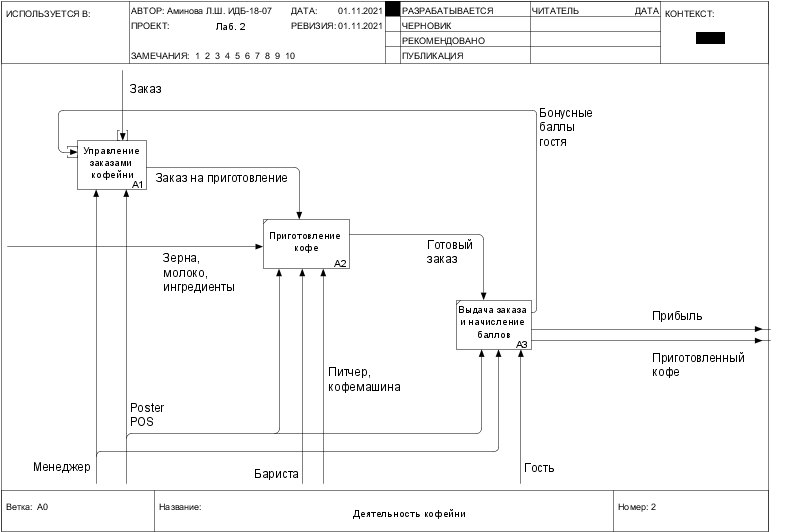 ИСПОЛЬЗУЕТСЯ В:
АВТОР: Аминова Л.Ш. ИДБ-18-07
ДАТА: 01.11.2021
ПРОЕКТ: Лаб. 2
РЕВИЗИЯ: 01.11.2021
ЗАМЕЧАНИЯ: 1 2 3 4 5 6 7 8 9 10
РАЗРАБАТЫВАЕТСЯ
ЧЕРНОВИК
РЕКОМЕНДОВАНО
ПУБЛИКАЦИЯ
ЧИТАТЕЛЬ
ДАТА
КОНТЕКСТ:
Заказ
Бонусные
баллы
гостя
Управление
заказами
кофейни
A1
Заказ на приготовление
Приготовление
кофе
A2
Зерна,
молоко,
ингредиенты
Готовый
заказ
Выдача заказа
и начисление
баллов
A3
Прибыль
Приготовленный
кофе
Питчер,
кофемашина
Poster
POS
Менеджер
Бариста
Гость
Ветка: A0
Название:
Деятельность кофейни
Номер: 2